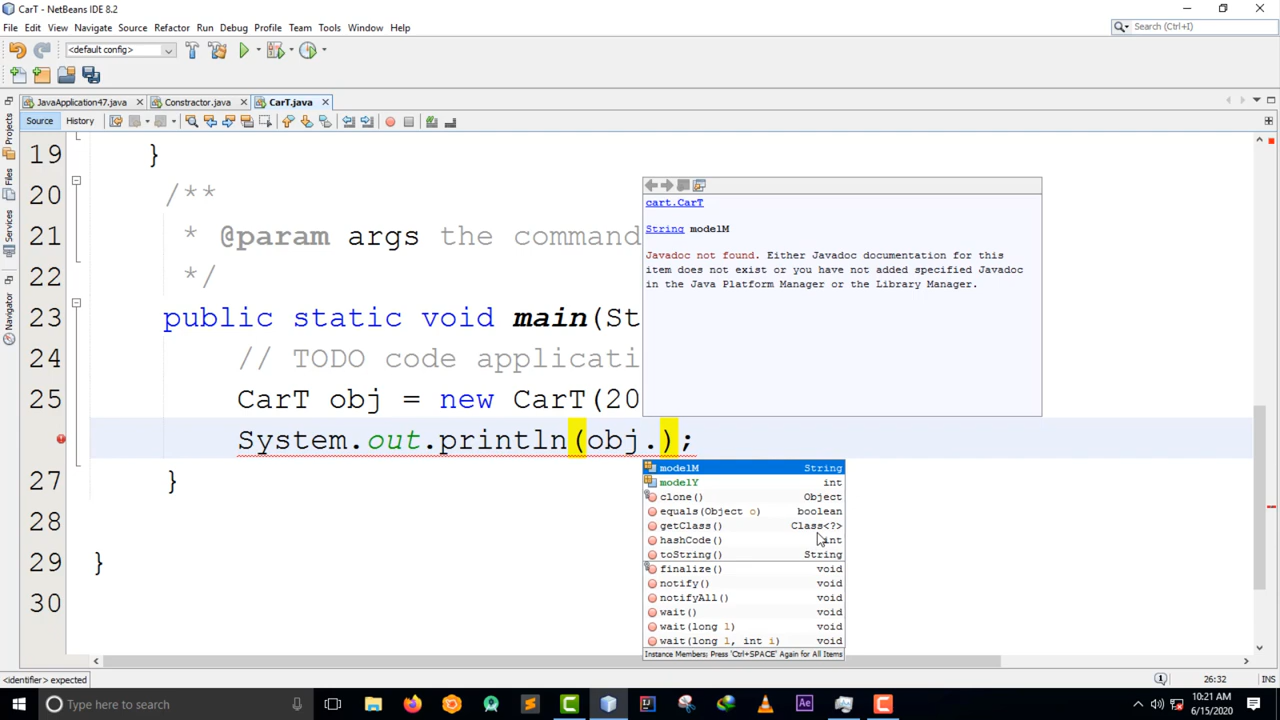 CarT - NetBeans IDE 8.2
File Edit View Navigate Source Refactor Run Debug Profile Team Tools Window Help
Search (Ctrl+I)
<default config>
JavaApplication47.java
Constractor.java
CarT.java
Source History
Projects
Files
Services
Navigator
19 }
20 /**
21 * @param args the command
22 */
23 public static void main(St
24 // TODO code applicati
25 CarT obj = new CarT(20
System.out.println(obj.);
27 }
28
29 }
30
cart.CarT
String modelM
Javadoc not found. Either Javadoc documentation for this
item does not exist or you have not added specified Javadoc
in the Java Platform Manager or the Library Manager.
modelM String
modelY int
clone() Object
equals(Object o) boolean
getClass() Class<?>
hashCode() int
toString() String
finalize() void
notify() void
notifyAll() void
wait() void
wait(long l) void
wait(long l, int i) void
Instance Members; Press 'Ctrl+SPACE' Again for All Items
<identifier> expected
26:32 INS
Type here to search
Ae
10:21 AM
6/15/2020